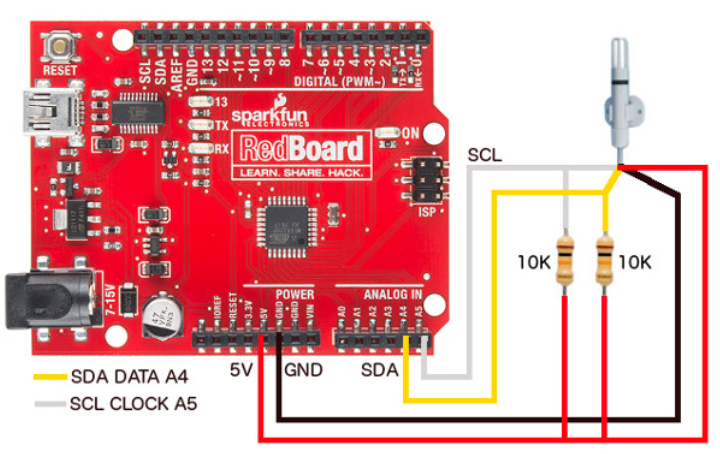 RESET
SCL
SDA
AREF
GND
13
12
~11
~10
~9
8
7
~6
~5
4
~3
2
TX 1
RX 0
DIGITAL (PWM~)
13
TX
RX
sparkfun
ELECTRONICS
ON
RedBoard
LEARN. SHARE. HACK.
ISP
SCL
10K
10K
7-15V
47
POWER
ANALOG IN
IOREF
RESET
3.3V
5V
GND
GND
VIN
A0
A1
A2
A3
A4
A5
5V
GND
SDA
SDA DATA A4
SCL CLOCK A5